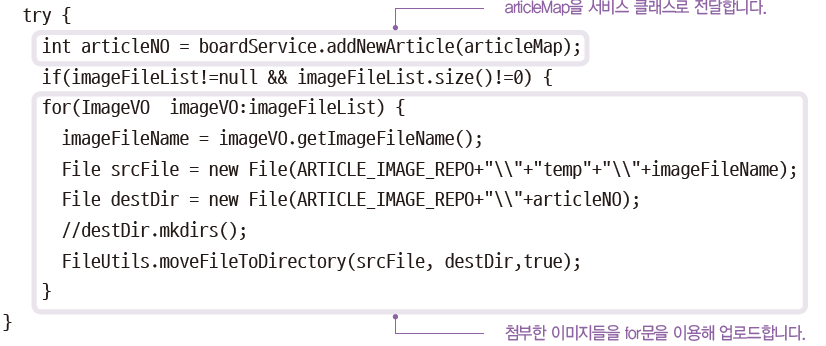 articleMap을 서비스 클래스로 전달합니다.
try {
int articleNO = boardService.addNewArticle(articleMap);
if(imageFileList!=null && imageFileList.size()!=0) {
for(ImageVO  imageVO:imageFileList) {
imageFileName = imageVO.getImageFileName();
File srcFile = new File(ARTICLE_IMAGE_REPO+"\\"+"temp"+"\\"+imageFileName);
File destDir = new File(ARTICLE_IMAGE_REPO+"\\"+articleNO);
//destDir.mkdirs();
FileUtils.moveFileToDirectory(srcFile, destDir,true);
}
}
첨부한 이미지들을 for문을 이용해 업로드합니다.